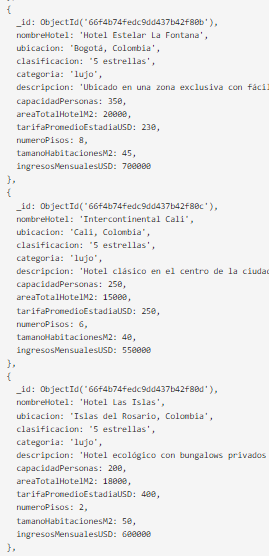 {
_id: ObjectId('66f4b74fedc9dd437b42f80b'),
nombreHotel: 'Hotel Estelar La Fontana',
ubicacion: 'Bogotá, Colombia',
clasificacion: '5 estrellas',
categoria: 'lujo',
descripcion: 'Ubicado en una zona exclusiva con fácil
capacidadPersonas: 350,
areaTotalHotelM2: 20000,
tarifaPromedioEstadiaUSD: 230,
numeroPisos: 8,
tamanoHabitacionesM2: 45,
ingresosMensualesUSD: 700000
},
{
_id: ObjectId('66f4b74fedc9dd437b42f80c'),
nombreHotel: 'Intercontinental Cali',
ubicacion: 'Cali, Colombia',
clasificacion: '5 estrellas',
categoria: 'lujo',
descripcion: 'Hotel clásico en el centro de la ciudad
capacidadPersonas: 250,
areaTotalHotelM2: 15000,
tarifaPromedioEstadiaUSD: 250,
numeroPisos: 6,
tamanoHabitacionesM2: 40,
ingresosMensualesUSD: 550000
},
{
_id: ObjectId('66f4b74fedc9dd437b42f80d'),
nombreHotel: 'Hotel Las Islas',
ubicacion: 'Islas del Rosario, Colombia',
clasificacion: '5 estrellas',
categoria: 'lujo',
descripcion: 'Hotel ecológico con bungalows privados
capacidadPersonas: 200,
areaTotalHotelM2: 18000,
tarifaPromedioEstadiaUSD: 400,
numeroPisos: 2,
tamanoHabitacionesM2: 50,
ingresosMensualesUSD: 600000
},